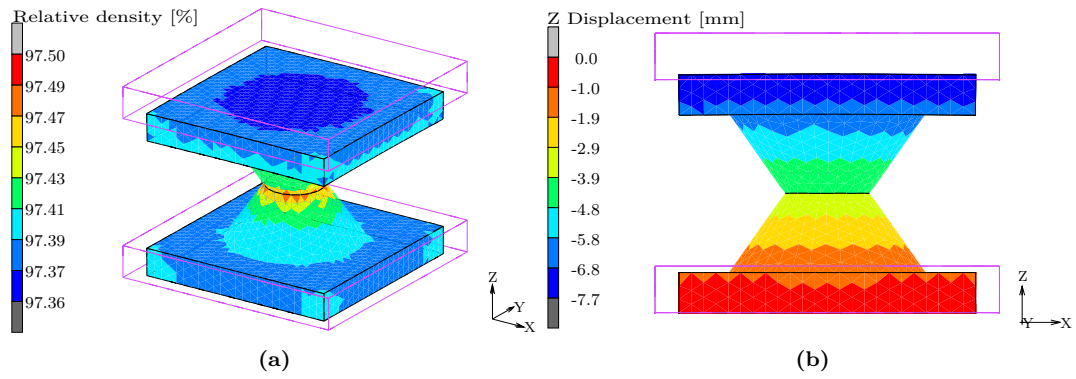 Relative density [%]
97.50
97.49
97.47
97.45
97.43
97.41
97.39
97.37
97.36
Z
Y
X
(a)
Z Displacement [mm]
0.0
-1.0
-1.9
-2.9
-3.9
-4.8
-5.8
-6.8
-7.7
Z
Y
X
(b)